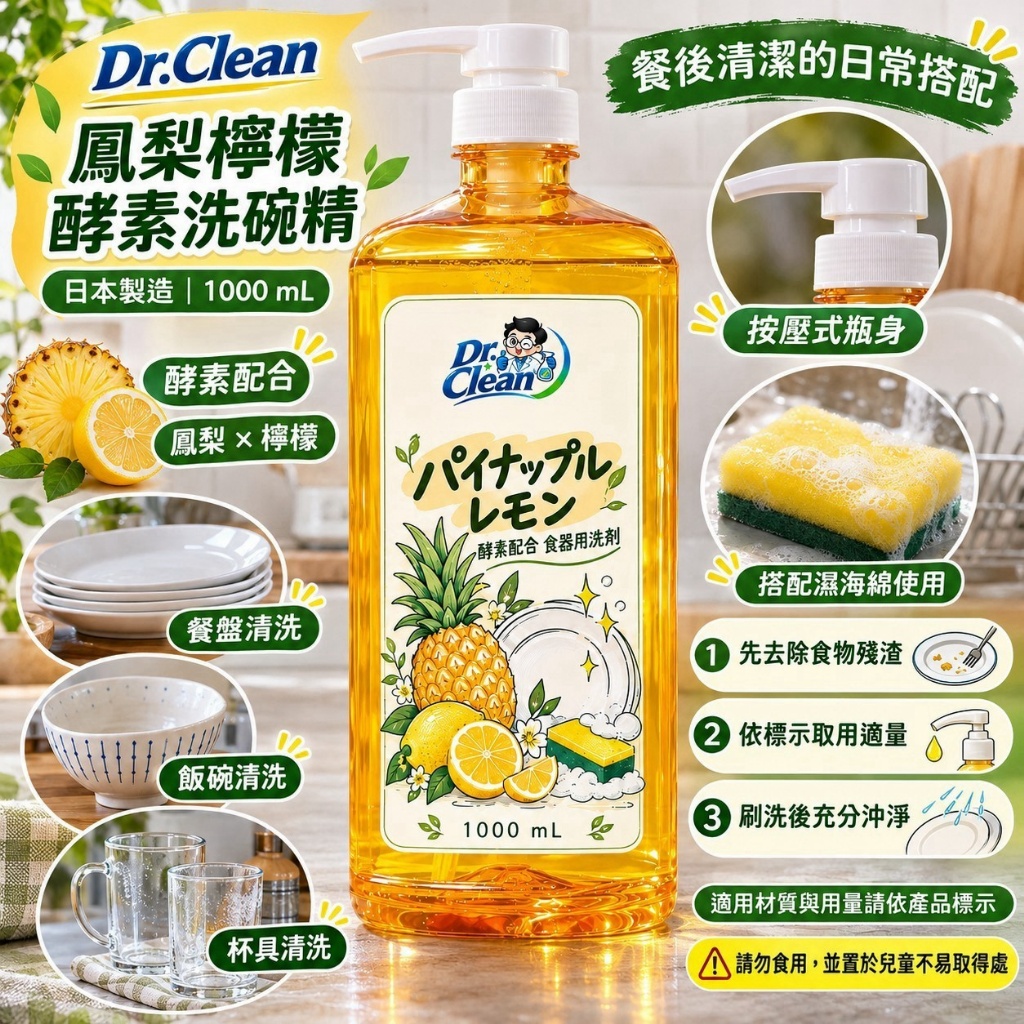 Dr.Clean
鳳梨檸檬
酵素洗碗精
日本製造｜1000 mL
酵素配合
鳳梨 × 檸檬
餐盤清洗
飯碗清洗
杯具清洗
Dr.
Clean
パイナップル
レモン
酵素配合 食器用洗剤
1000 mL
餐後清潔的日常搭配
按壓式瓶身
搭配濕海綿使用
1 先去除食物殘渣
2 依標示取用適量
3 刷洗後充分沖淨
適用材質與用量請依產品標示
請勿食用，並置於兒童不易取得處